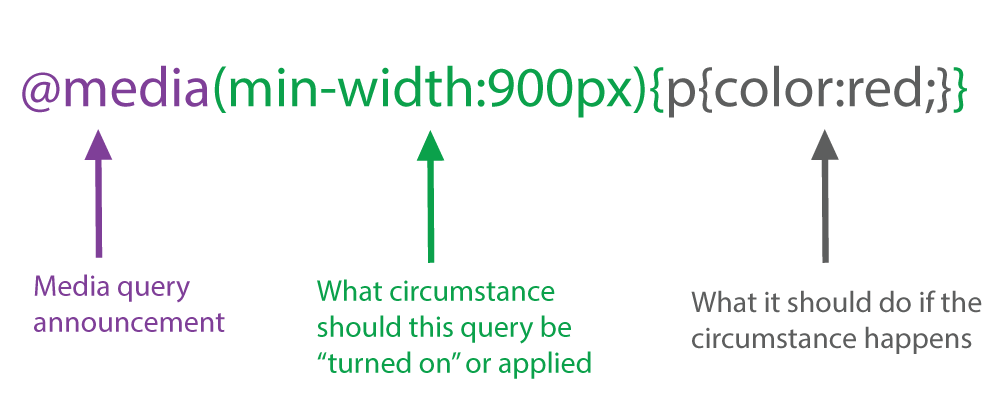 @media(min-width:900px){p{color:red;}}
Media query
announcement
What circumstance
should this query be
“turned on” or applied
What it should do if the
circumstance happens